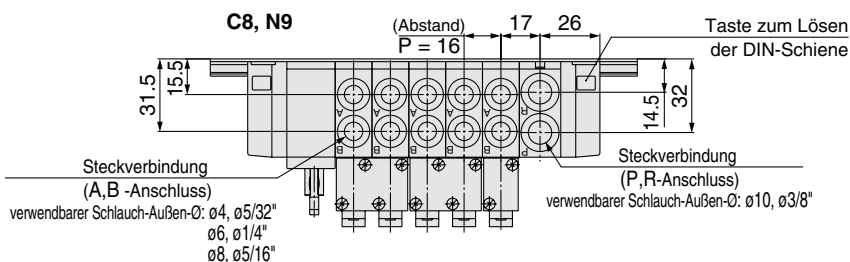 C8, N9
(Abstand)
P = 16
17
26
Taste zum Lösen
der DIN-Schiene
31.5
15.5
14.5
32
A A A A A R
B B B B B P
Steckverbindung
(A,B -Anschluss)
verwendbarer Schlauch-Außen-Ø: ø4, ø5/32"
ø6, ø1/4"
ø8, ø5/16"
Steckverbindung
(P,R-Anschluss)
verwendbarer Schlauch-Außen-Ø: ø10, ø3/8"